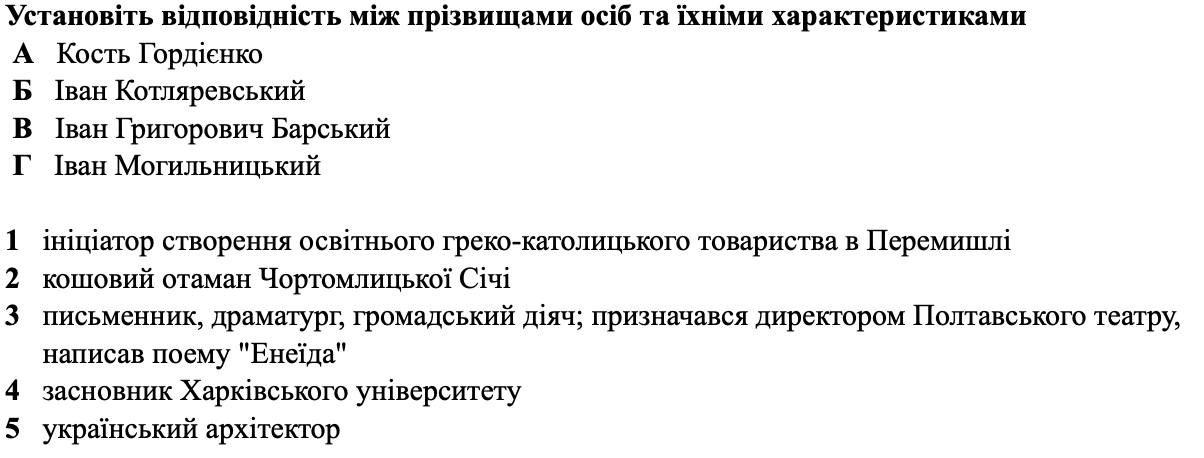 Установіть відповідність між прізвищами осіб та їхніми характеристиками
А Кость Гордієнко
Б Іван Котляревський
В Іван Григорович Барський
Г Іван Могильницький
1 ініціатор створення освітнього греко-католицького товариства в Перемишлі
2 кошовий отаман Чортомлицької Січі
3 письменник, драматург, громадський діяч; призначався директором Полтавського театру,
написав поему "Енеїда"
4 засновник Харківського університету
5 український архітектор